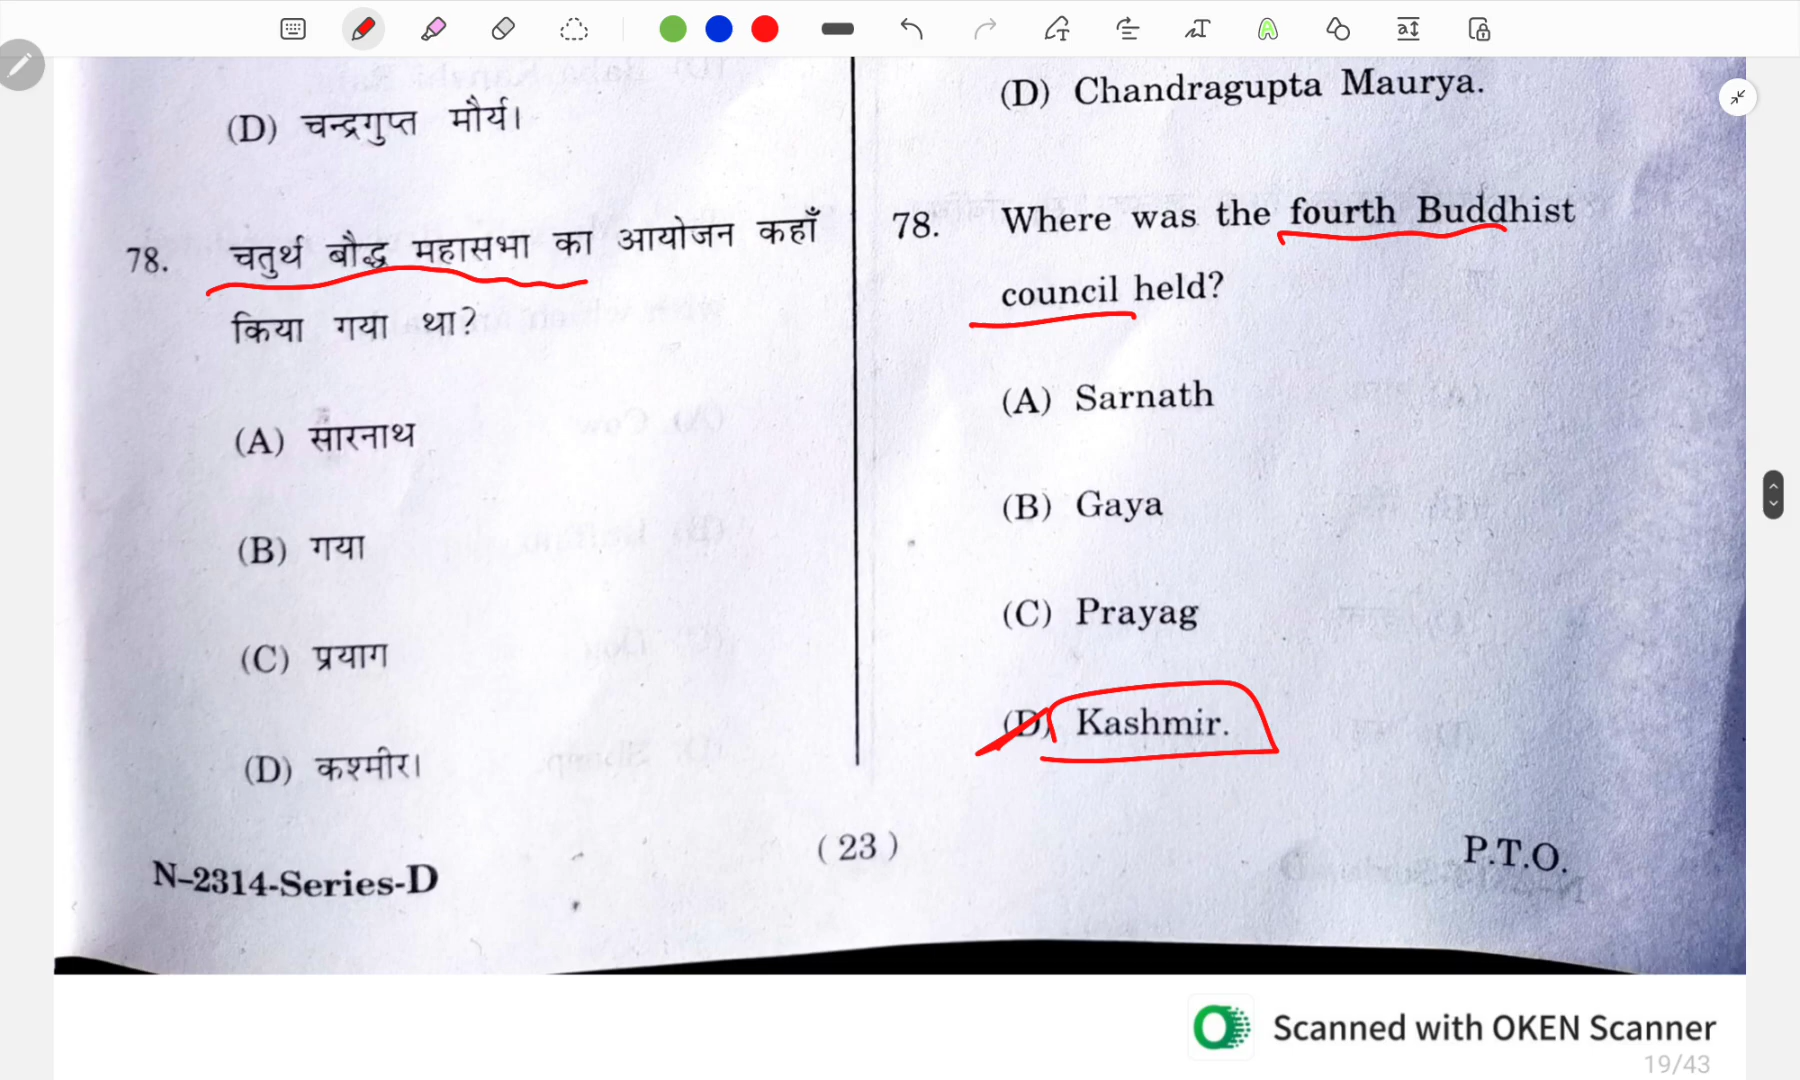 (D) चन्द्रगुप्त मौर्य।
78. चतुर्थ बौद्ध महासभा का आयोजन कहाँ
किया गया था?
(A) सारनाथ
(B) गया
(C) प्रयाग
(D) कश्मीर।
(D) Chandragupta Maurya.
78. Where was the fourth Buddhist
council held?
(A) Sarnath
(B) Gaya
(C) Prayag
(D) Kashmir.
(23)
N-2314-Series-D
P.T.O.
Scanned with OKEN Scanner
19/43